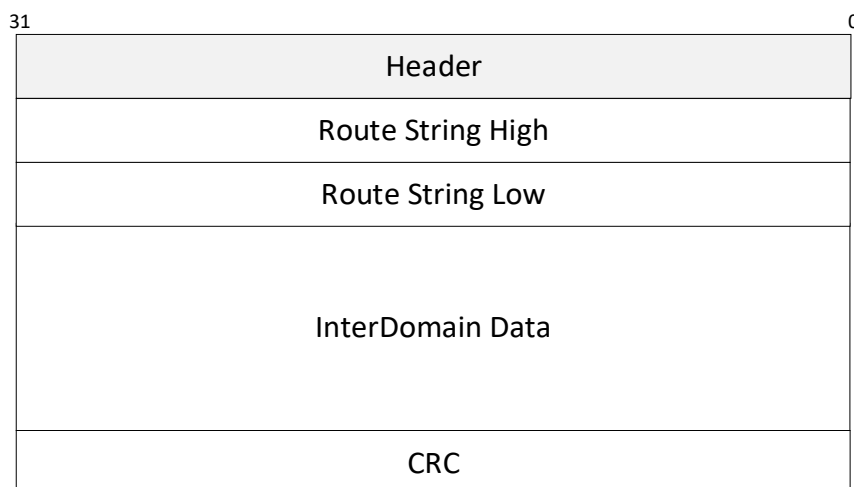 31 0
Header
Route String High
Route String Low
InterDomain Data
CRC